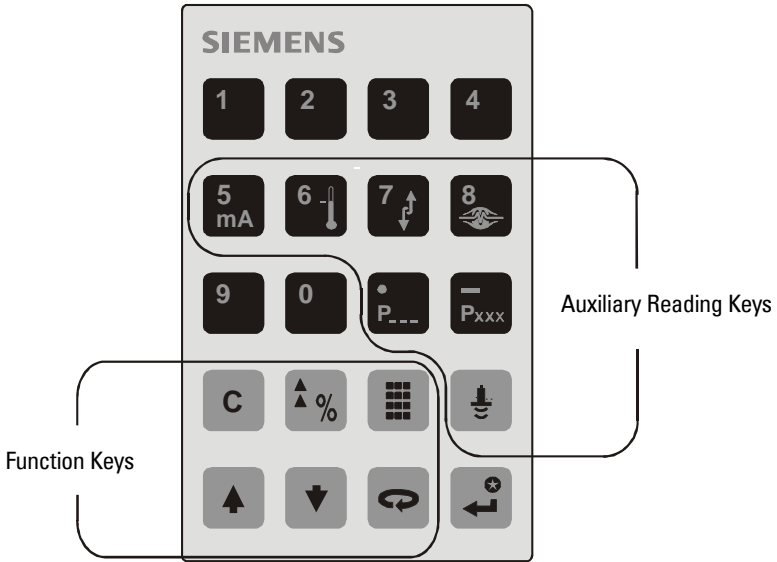 SIEMENS
1 2 3 4
5 6 7 8
mA
Auxiliary Reading Keys
9 0 • –
P_ _ _ Pxxx
C %
Function Keys